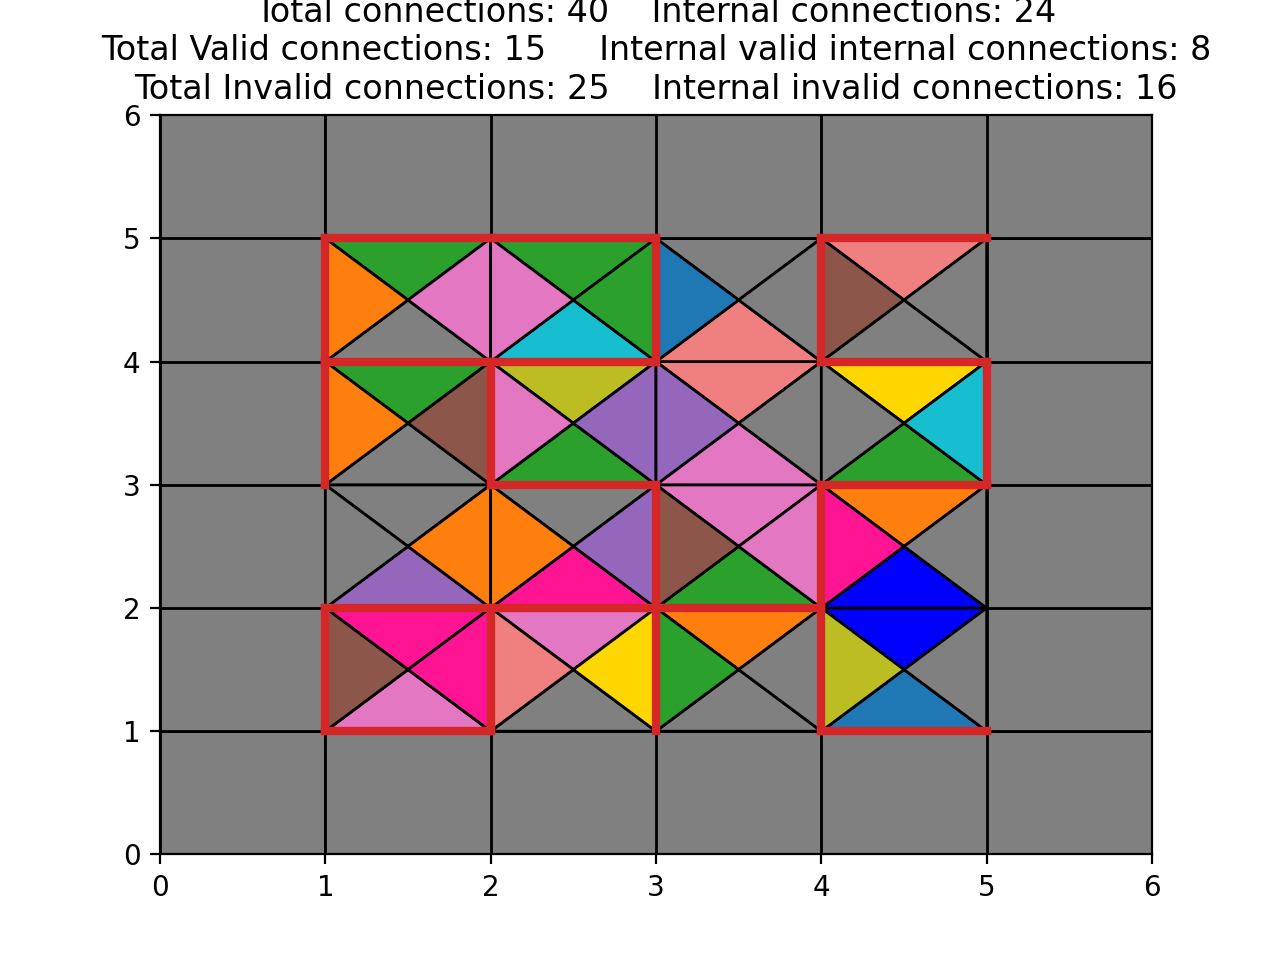 Total connections: 40    Internal connections: 24
Total Valid connections: 15    Internal valid internal connections: 8
Total Invalid connections: 25    Internal invalid connections: 16
6
5
4
3
2
1
0
0 1 2 3 4 5 6